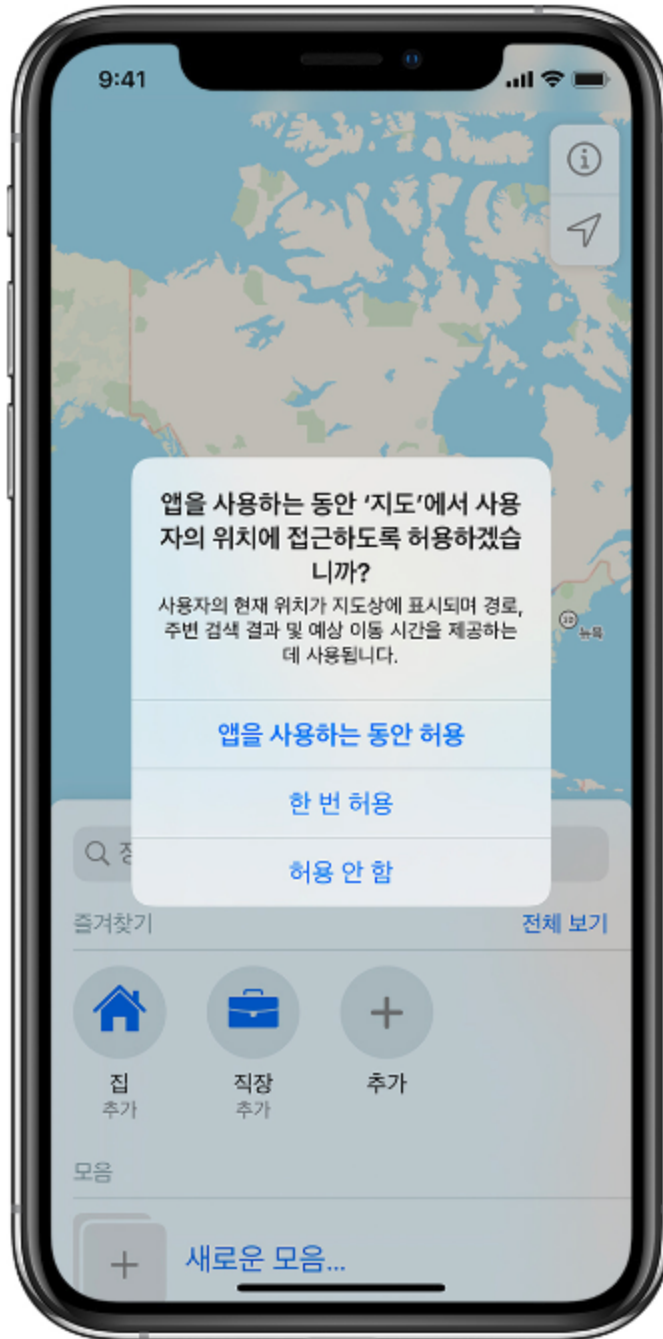 9:41
앱을 사용하는 동안 ‘지도’에서 사용
자의 위치에 접근하도록 허용하겠습
니까?
사용자의 현재 위치가 지도상에 표시되며 경로,
주변 검색 결과 및 예상 이동 시간을 제공하는
데 사용됩니다.
뉴욕
앱을 사용하는 동안 허용
한 번 허용
허용 안 함
즐겨찾기 전체 보기
집 직장 추가
추가 추가
모음
새로운 모음...